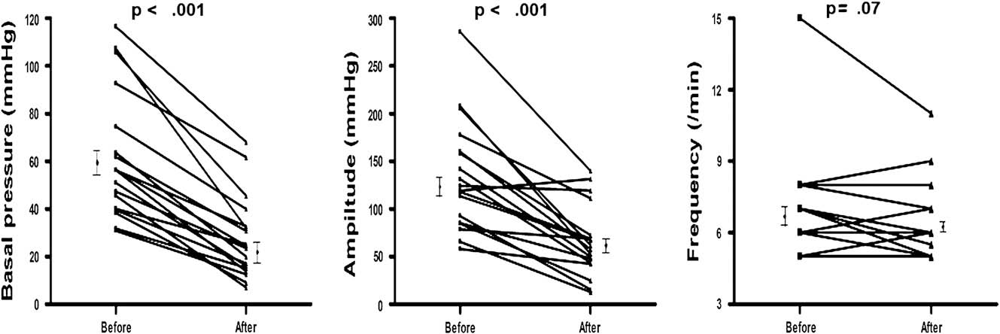 p < .001
Basal pressure (mmHg)
120
100
80
60
40
20
0
Before
After
p < .001
Ampiltude (mmHg)
300
250
200
150
100
50
0
Before
After
p= .07
Frequency (/min)
15
12
9
6
3
Before
After